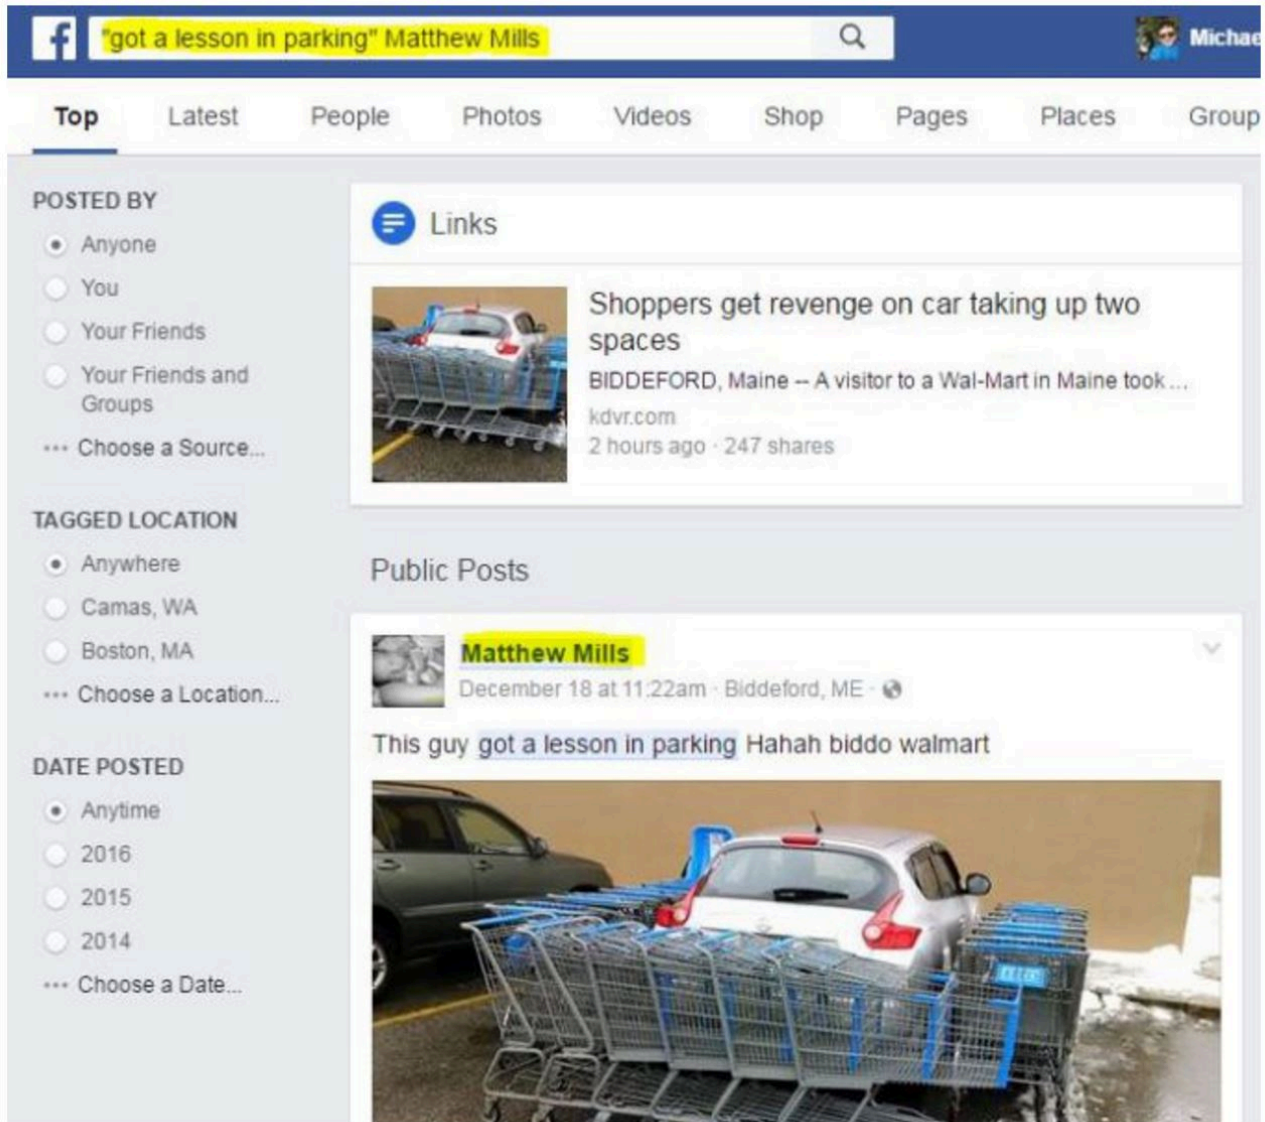 f
"got a lesson in parking" Matthew Mills
Michae
Top Latest People Photos Videos Shop Pages Places Group
POSTED BY
Anyone
You
Your Friends
Your Friends and
Groups
Choose a Source...
TAGGED LOCATION
Anywhere
Camas, WA
Boston, MA
Choose a Location...
DATE POSTED
Anytime
2016
2015
2014
Choose a Date...
Links
Shoppers get revenge on car taking up two
spaces
BIDDEFORD, Maine -- A visitor to a Wal-Mart in Maine took ...
kdvr.com
2 hours ago · 247 shares
Public Posts
Matthew Mills
December 18 at 11:22am · Biddeford, ME ·
This guy got a lesson in parking Hahah biddo walmart